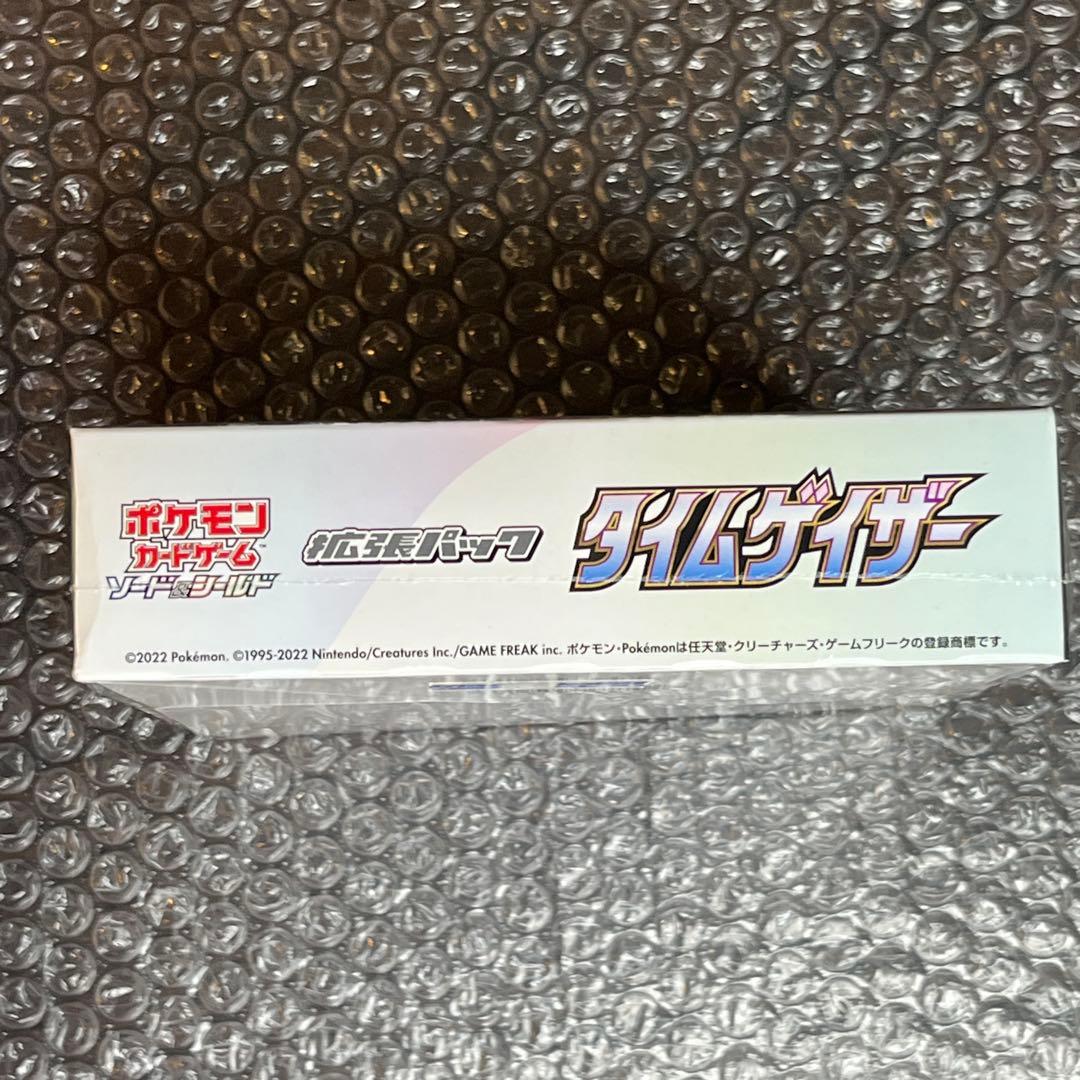 ポケモン
カードゲーム™
ソード&シールド
拡張パック
タイムゲイザー
©2022 Pokémon. ©1995-2022 Nintendo/Creatures Inc./GAME FREAK inc. ポケモン・Pokémonは任天堂・クリーチャーズ・ゲームフリークの登録商標です。